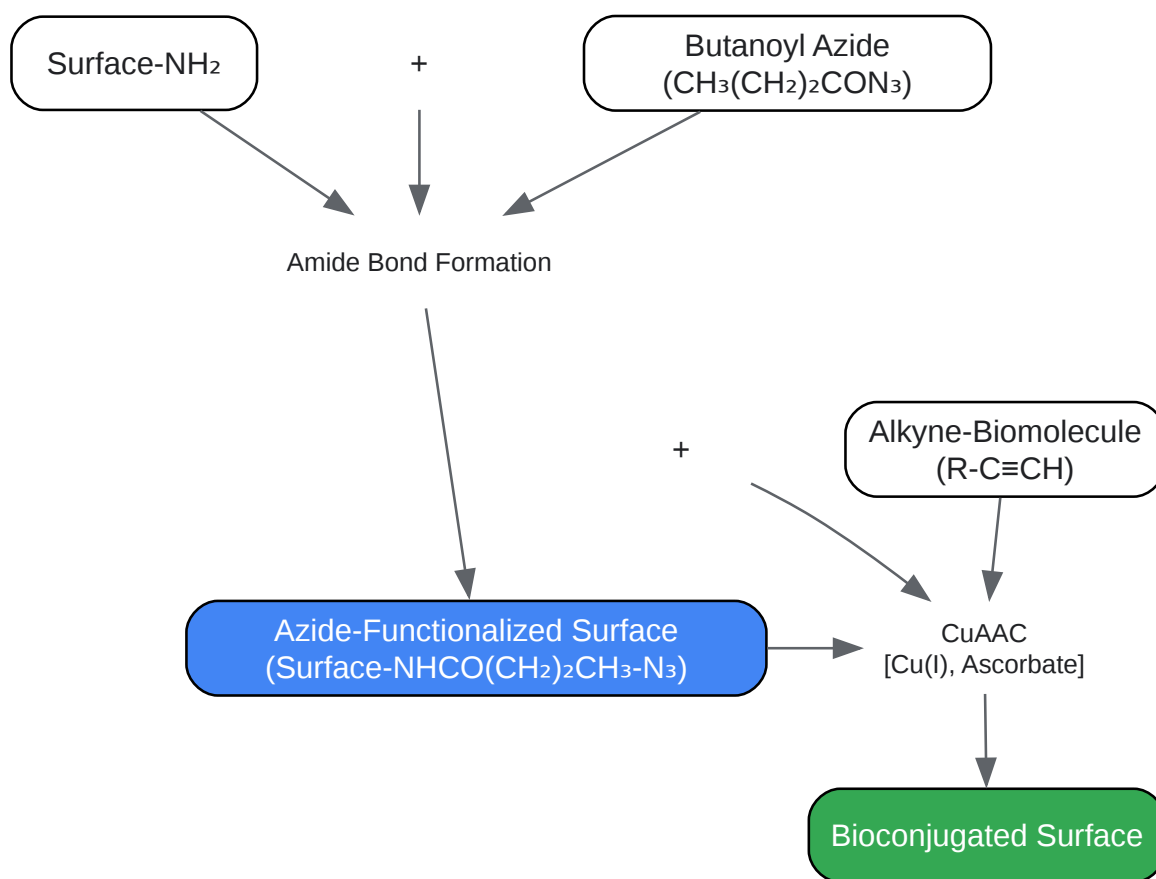 Surface-NH₂
+
Butanoyl Azide
(CH₃(CH₂)₂CON₃)
Amide Bond Formation
+
Alkyne-Biomolecule
(R-C≡CH)
Azide-Functionalized Surface
(Surface-NHCO(CH₂)₂CH₃-N₃)
CuAAC
[Cu(I), Ascorbate]
Bioconjugated Surface